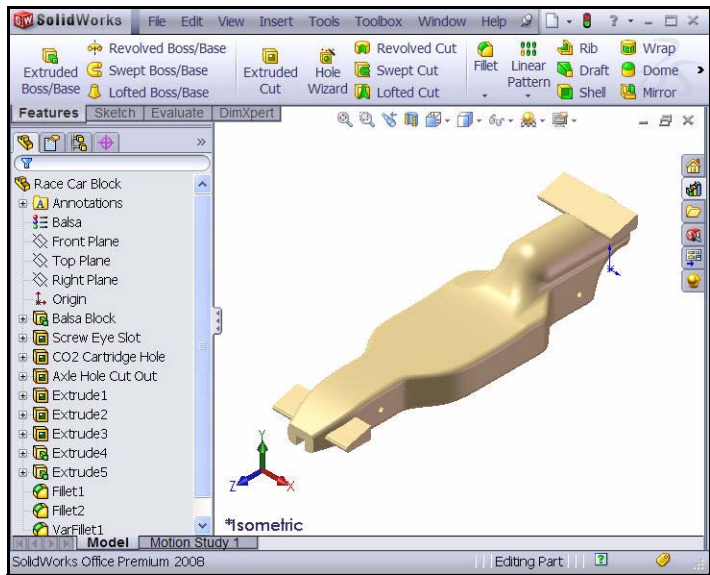 SolidWorks File Edit View Insert Tools Toolbox Window Help ?
Extruded Boss/Base
Revolved Boss/Base
Swept Boss/Base
Lofted Boss/Base
Extruded Cut
Hole Wizard
Revolved Cut
Swept Cut
Lofted Cut
Fillet
Linear Pattern
Rib
Draft
Shell
Wrap
Dome
Mirror
Features Sketch Evaluate DimXpert
Race Car Block
A Annotations
Balsa
Front Plane
Top Plane
Right Plane
Origin
Balsa Block
Screw Eye Slot
CO2 Cartridge Hole
Axle Hole Cut Out
Extrude1
Extrude2
Extrude3
Extrude4
Extrude5
Fillet1
Fillet2
VarFillet1
Y
Z X
*Isometric
Model Motion Study 1
SolidWorks Office Premium 2008 Editing Part ?